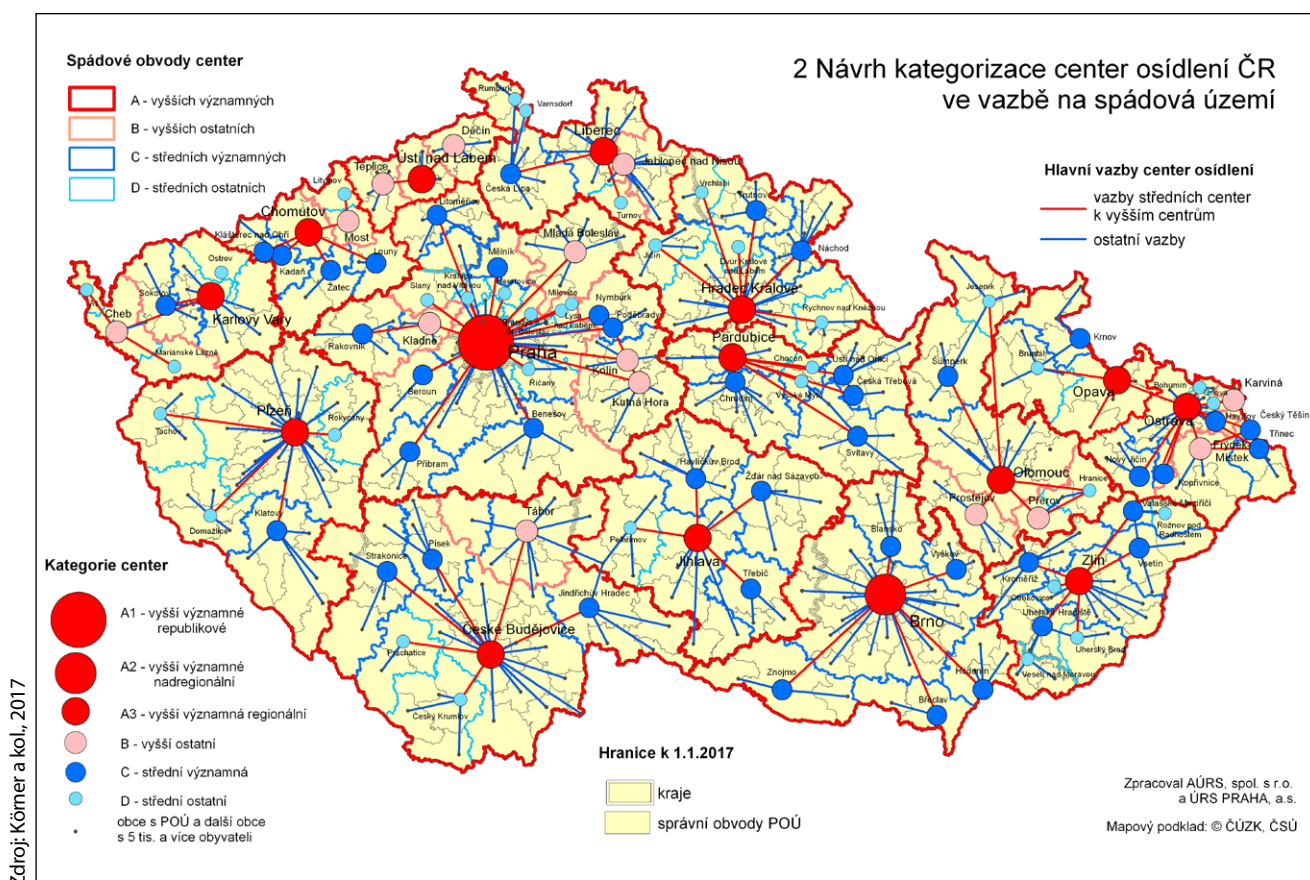 2 Návrh kategorizace center osídlení ČR
ve vazbě na spádová území
Spádové obvody center
A - vyšších významných
B - vyšších ostatních
C - středních významných
D - středních ostatních
Hlavní vazby center osídlení
vazby středních center
k vyšším centrům
ostatní vazby
Rumburk
Varnsdorf
Děčín
Liberec
Ústí nad Labem
Teplice
Jablonec nad Nisou
Česká Lípa
Vrchlabí
Trutnov
Litvínov
Turnov
Chomutov
Litoměřice
Most
Klášterec nad Ohří
Mladá Boleslav
Náchod
Ostrov
Louny
Jičín
Kadaň
Mělník
Dvůr Králové
nad Labem
Žatec
Sokolov
Slaný
Kralupy
nad Vltavou
Neratovice
Milovice
Nymburk
Hradec Králové
Jeseník
Cheb
Karlovy Vary
Lysá
nad Labem
Poděbrady
Rychnov nad Kněžnou
Kladno
Praha
Pardubice
Krnov
Rakovník
Mariánské Lázně
Choceň
Ústí nad Orlicí
Šumperk
Bruntál
Kolín
Říčany
Česká Třebová
Opava
Bohumín
Karviná
Beroun
Kutná Hora
Chrudim
Vysoké Mýto
Orlová
Plzeň
Rokycany
Benešov
Ostrava
Havířov
Český Těšín
Tachov
Třinec
Svitavy
Frýdek
Místek
Příbram
Havlíčkův Brod
Nový Jičín
Olomouc
Žďár nad Sázavou
Hranice
Kopřivnice
Klatovy
Prostějov
Přerov
Valašské Meziříčí
Domažlice
Tábor
Rožnov pod
Radhoštěm
Písek
Blansko
Pelhřimov
Strakonice
Vyškov
Zlín
Jihlava
Vsetín
Třebíč
Kroměříž
Jindřichův Hradec
Otrokovice
Brno
Uherské Hradiště
České Budějovice
Prachatice
Uherský Brod
Znojmo
Hodonín
Veselí nad Moravou
Břeclav
Český Krumlov
Kategorie center
A1 - vyšší významné
republikové
A2 - vyšší významné
nadregionální
A3 - vyšší významná regionální
B - vyšší ostatní
C - střední významná
D - střední ostatní
obce s POÚ a další obce
s 5 tis. a více obyvateli
Hranice k 1.1.2017
kraje
správní obvody POÚ
Zpracoval AÚRS, spol. s r.o.
a ÚRS PRAHA, a.s.
Mapový podklad: © ČÚZK, ČSÚ
Zdroj: Körner a kol., 2017